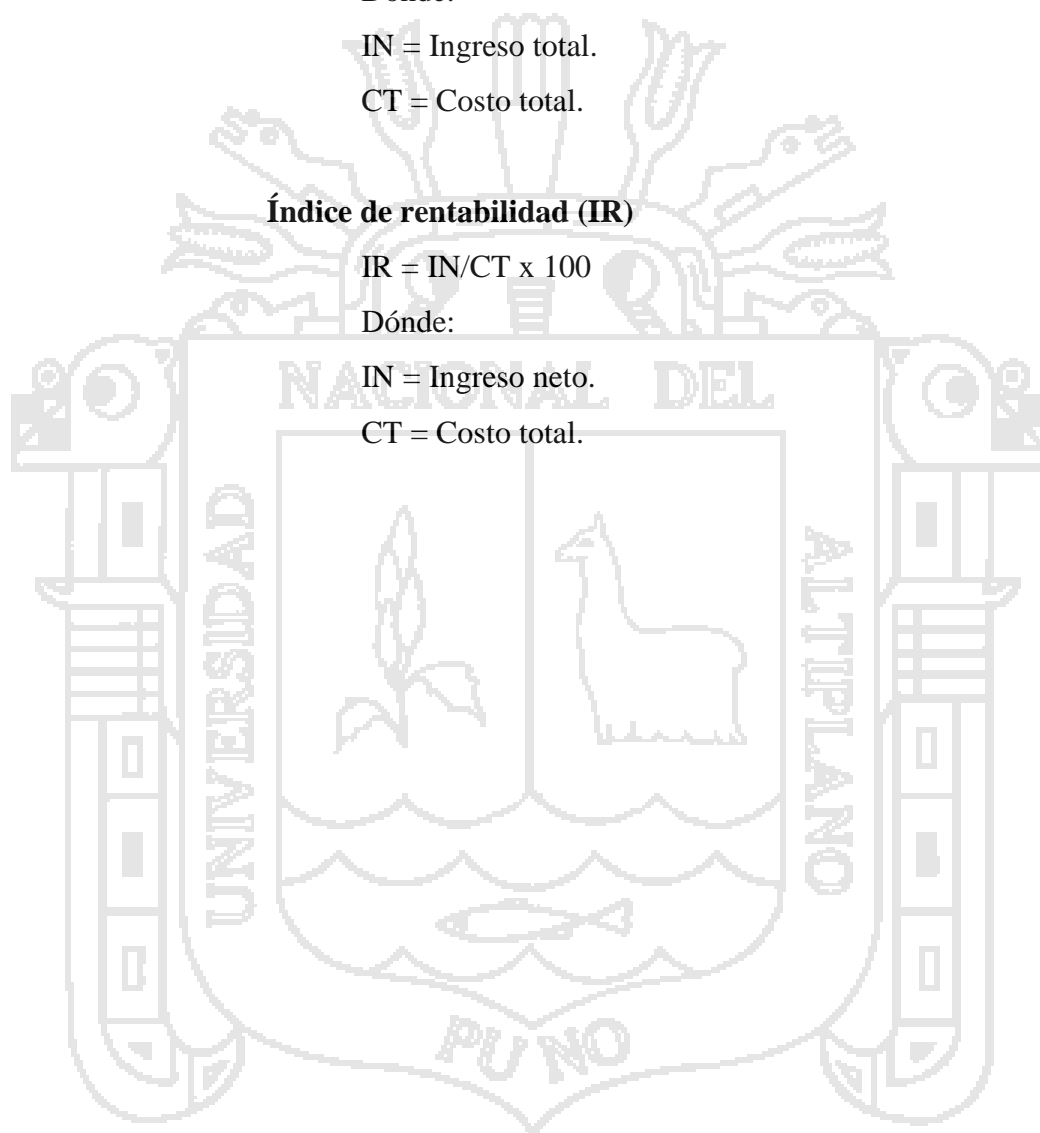 Dónde:
IN = Ingreso total.
CT = Costo total.
Índice de rentabilidad (IR)
IR = IN/CT x 100
Dónde:
IN = Ingreso neto.
CT = Costo total.
NACIONAL DEL
UNIVERSIDAD
ALTIPLANO
PUNO